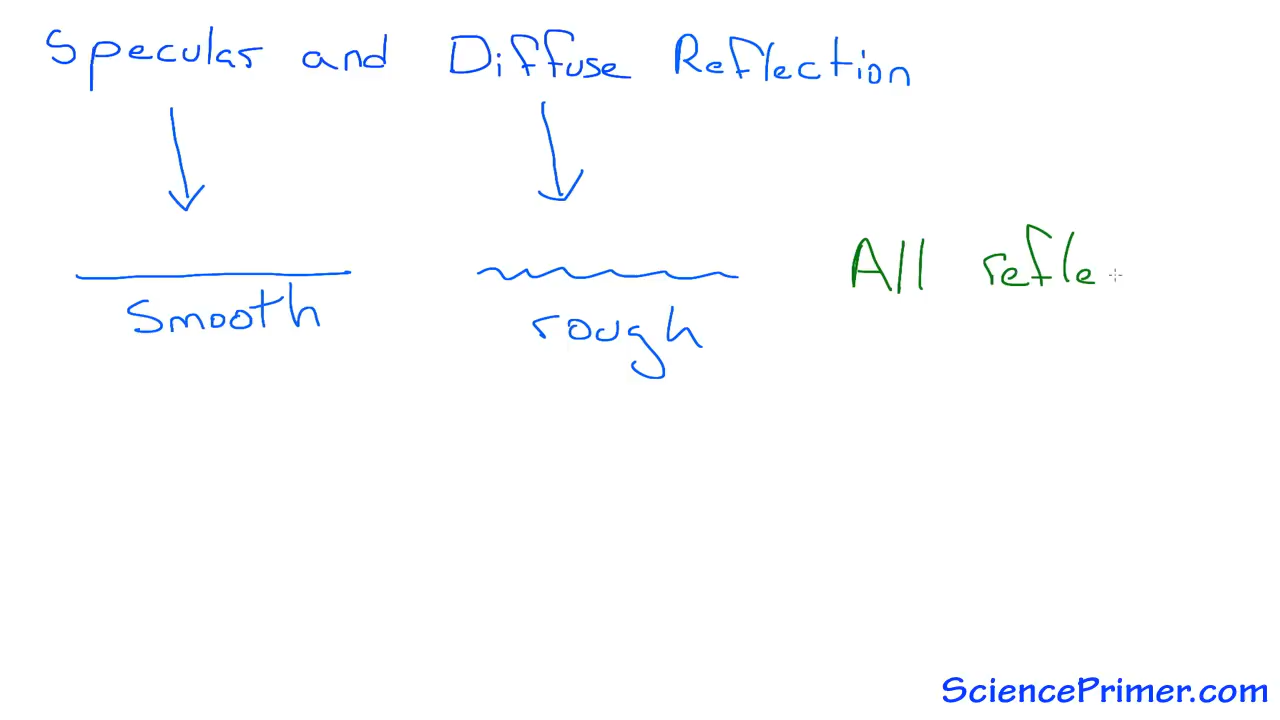 Specular and Diffuse Reflection
Smooth
rough
All refle
SciencePrimer.com